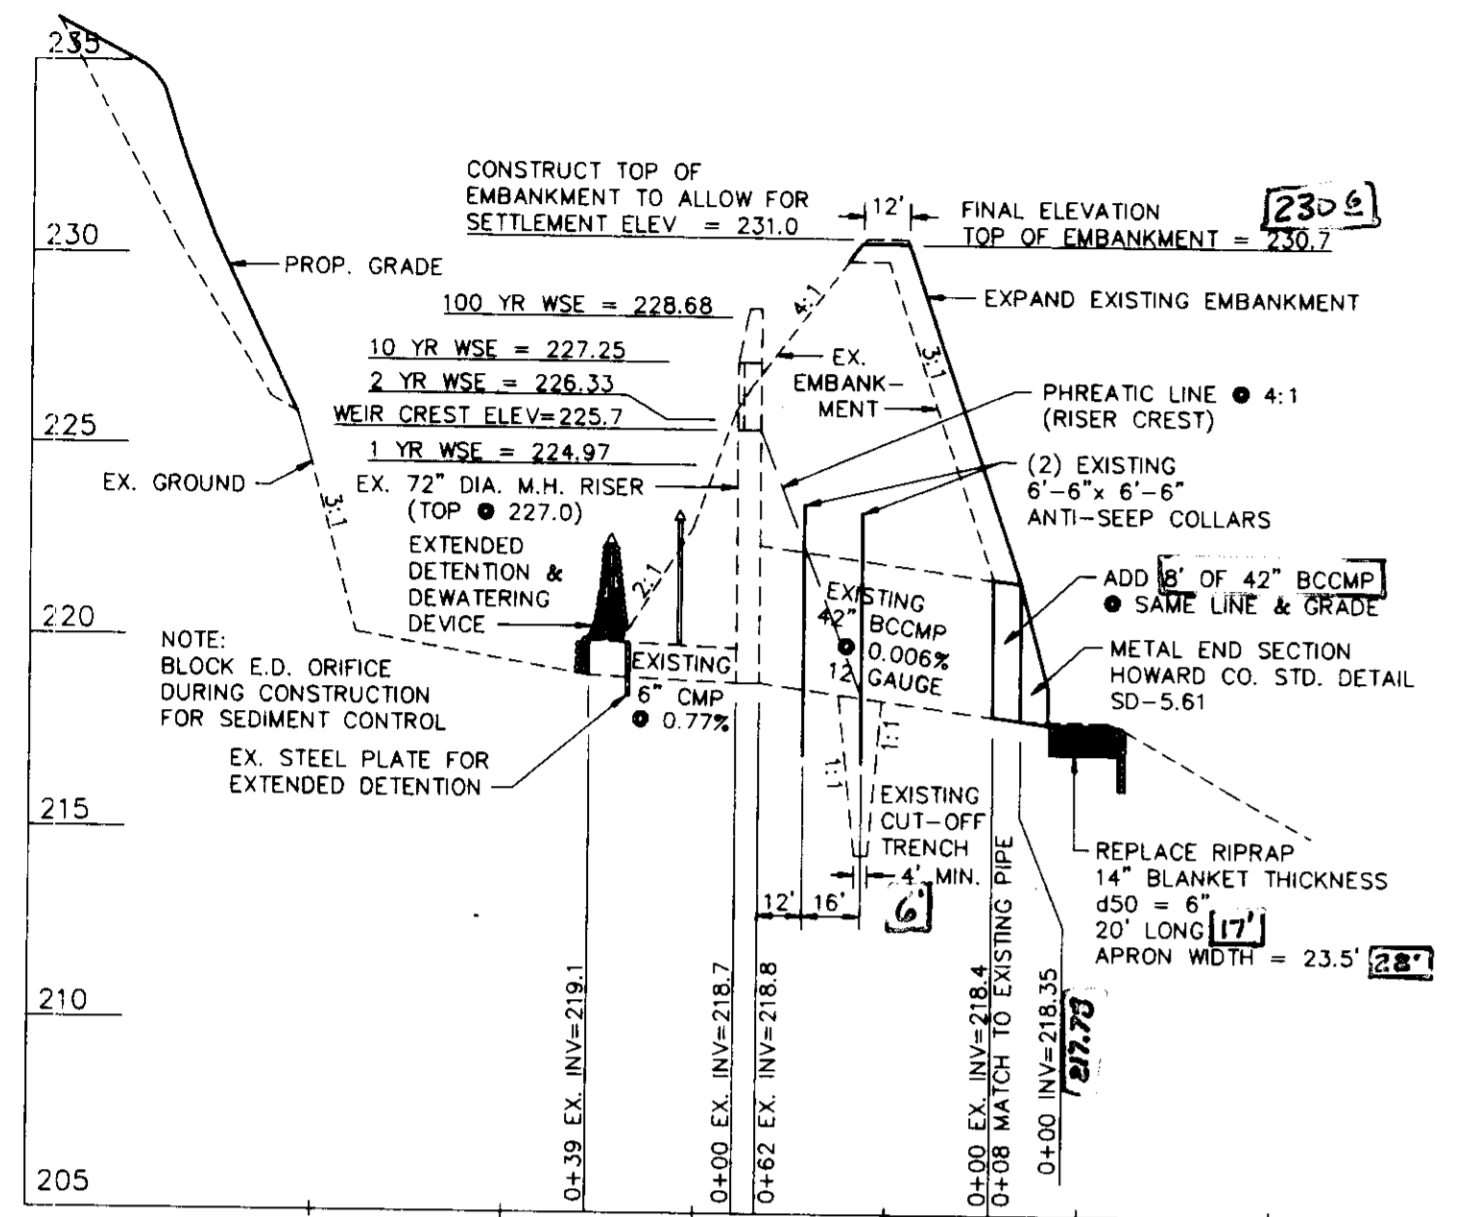 235
230
225
220
215
210
205
CONSTRUCT TOP OF
EMBANKMENT TO ALLOW FOR
SETTLEMENT ELEV = 231.0
12'
FINAL ELEVATION
TOP OF EMBANKMENT = 230.7
230 6
PROP. GRADE
100 YR WSE = 228.68
10 YR WSE = 227.25
2 YR WSE = 226.33
WEIR CREST ELEV=225.7
1 YR WSE = 224.97
EX. GROUND
3:1
EX. 72" DIA. M.H. RISER
(TOP @ 227.0)
4:1
EX.
EMBANK-
MENT
3:1
EXPAND EXISTING EMBANKMENT
PHREATIC LINE @ 4:1
(RISER CREST)
(2) EXISTING
6'-6"x 6'-6"
ANTI-SEEP COLLARS
EXTENDED
DETENTION &
DEWATERING
DEVICE
2:1
EXISTING
6" CMP
@ 0.77%
EXISTING
42"
BCCMP
@ 0.006%
12 GAUGE
ADD 8' OF 42" BCCMP
@ SAME LINE & GRADE
METAL END SECTION
HOWARD CO. STD. DETAIL
SD-5.61
NOTE:
BLOCK E.D. ORIFICE
DURING CONSTRUCTION
FOR SEDIMENT CONTROL
EX. STEEL PLATE FOR
EXTENDED DETENTION
1:1
1:1
EXISTING
CUT-OFF
TRENCH
4' MIN.
6'
12'
16'
REPLACE RIPRAP
14" BLANKET THICKNESS
d50 = 6"
20' LONG 17'
APRON WIDTH = 23.5' 28'
0+39 EX. INV=219.1
0+00 EX. INV=218.7
0+62 EX. INV=218.8
0+00 EX. INV=218.4
0+08 MATCH TO EXISTING PIPE
0+00 INV=218.35
217.73